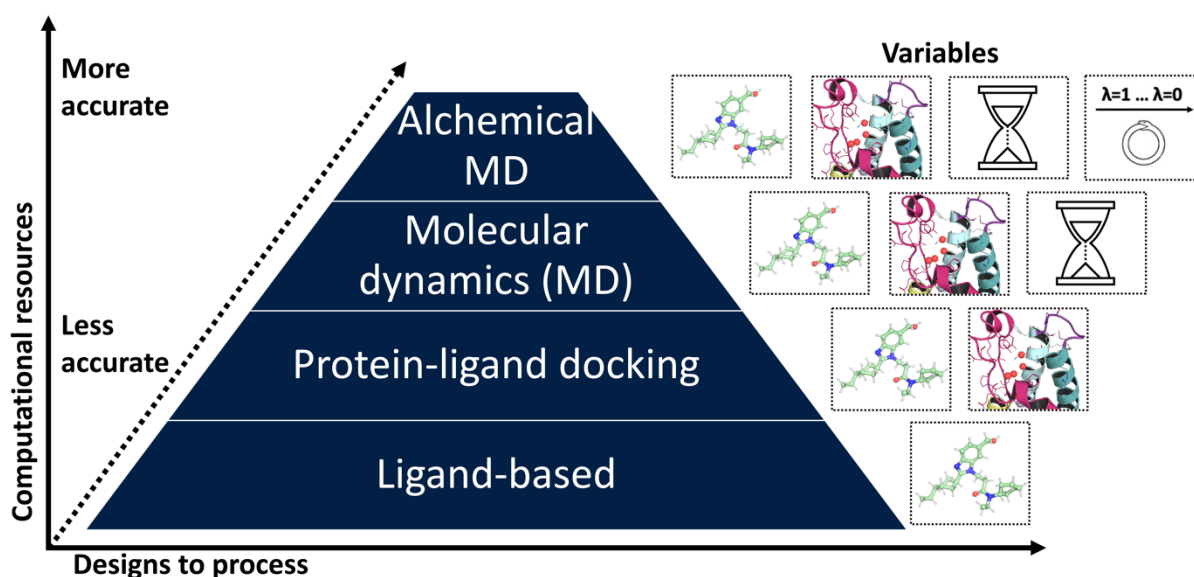 More
accurate
Variables
Alchemical
MD
λ=1 ... λ=0
Molecular
dynamics (MD)
Less
accurate
Protein-ligand docking
Ligand-based
Computational resources
Designs to process